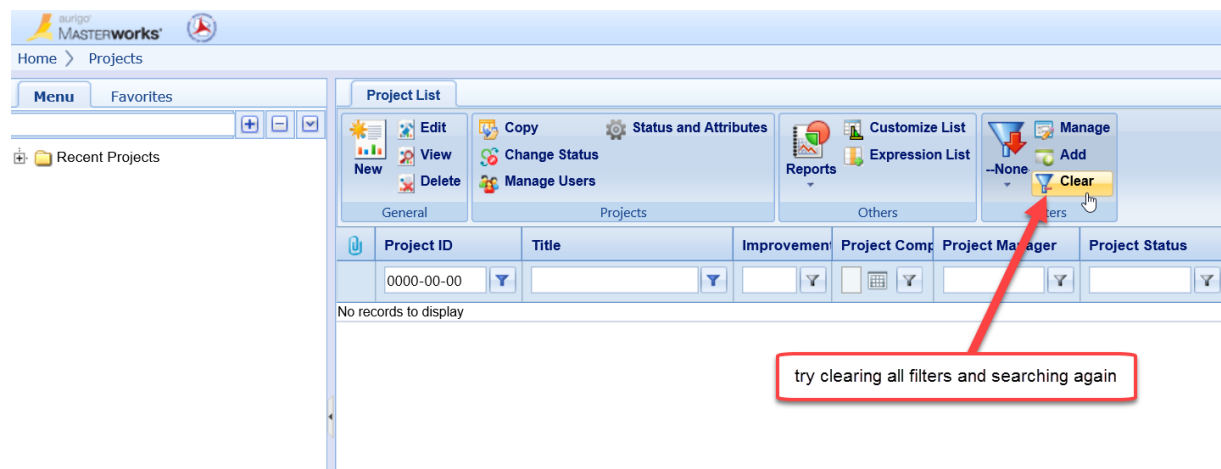 aurigo
MASTERworks
Home Projects
Menu Favorites
Project List
Recent Projects
New
Edit
View
Delete
General
Copy
Change Status
Manage Users
Status and Attributes
Projects
Reports
Customize List
Expression List
Others
--None
Manage
Add
Clear
Project ID Title Improvement Project Comp Project Manager Project Status
0000-00-00
No records to display
try clearing all filters and searching again